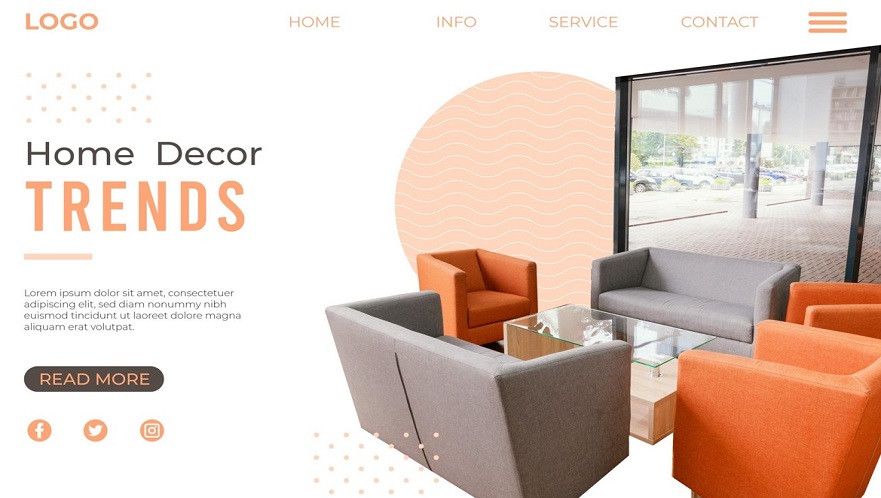 LOGO
HOME
INFO
SERVICE
CONTACT
Home Decor
TRENDS
Lorem ipsum dolor sit amet, consectetuer
adipiscing elit, sed diam nonummy nibh
euismod tincidunt ut laoreet dolore magna
aliquam erat volutpat.
READ MORE